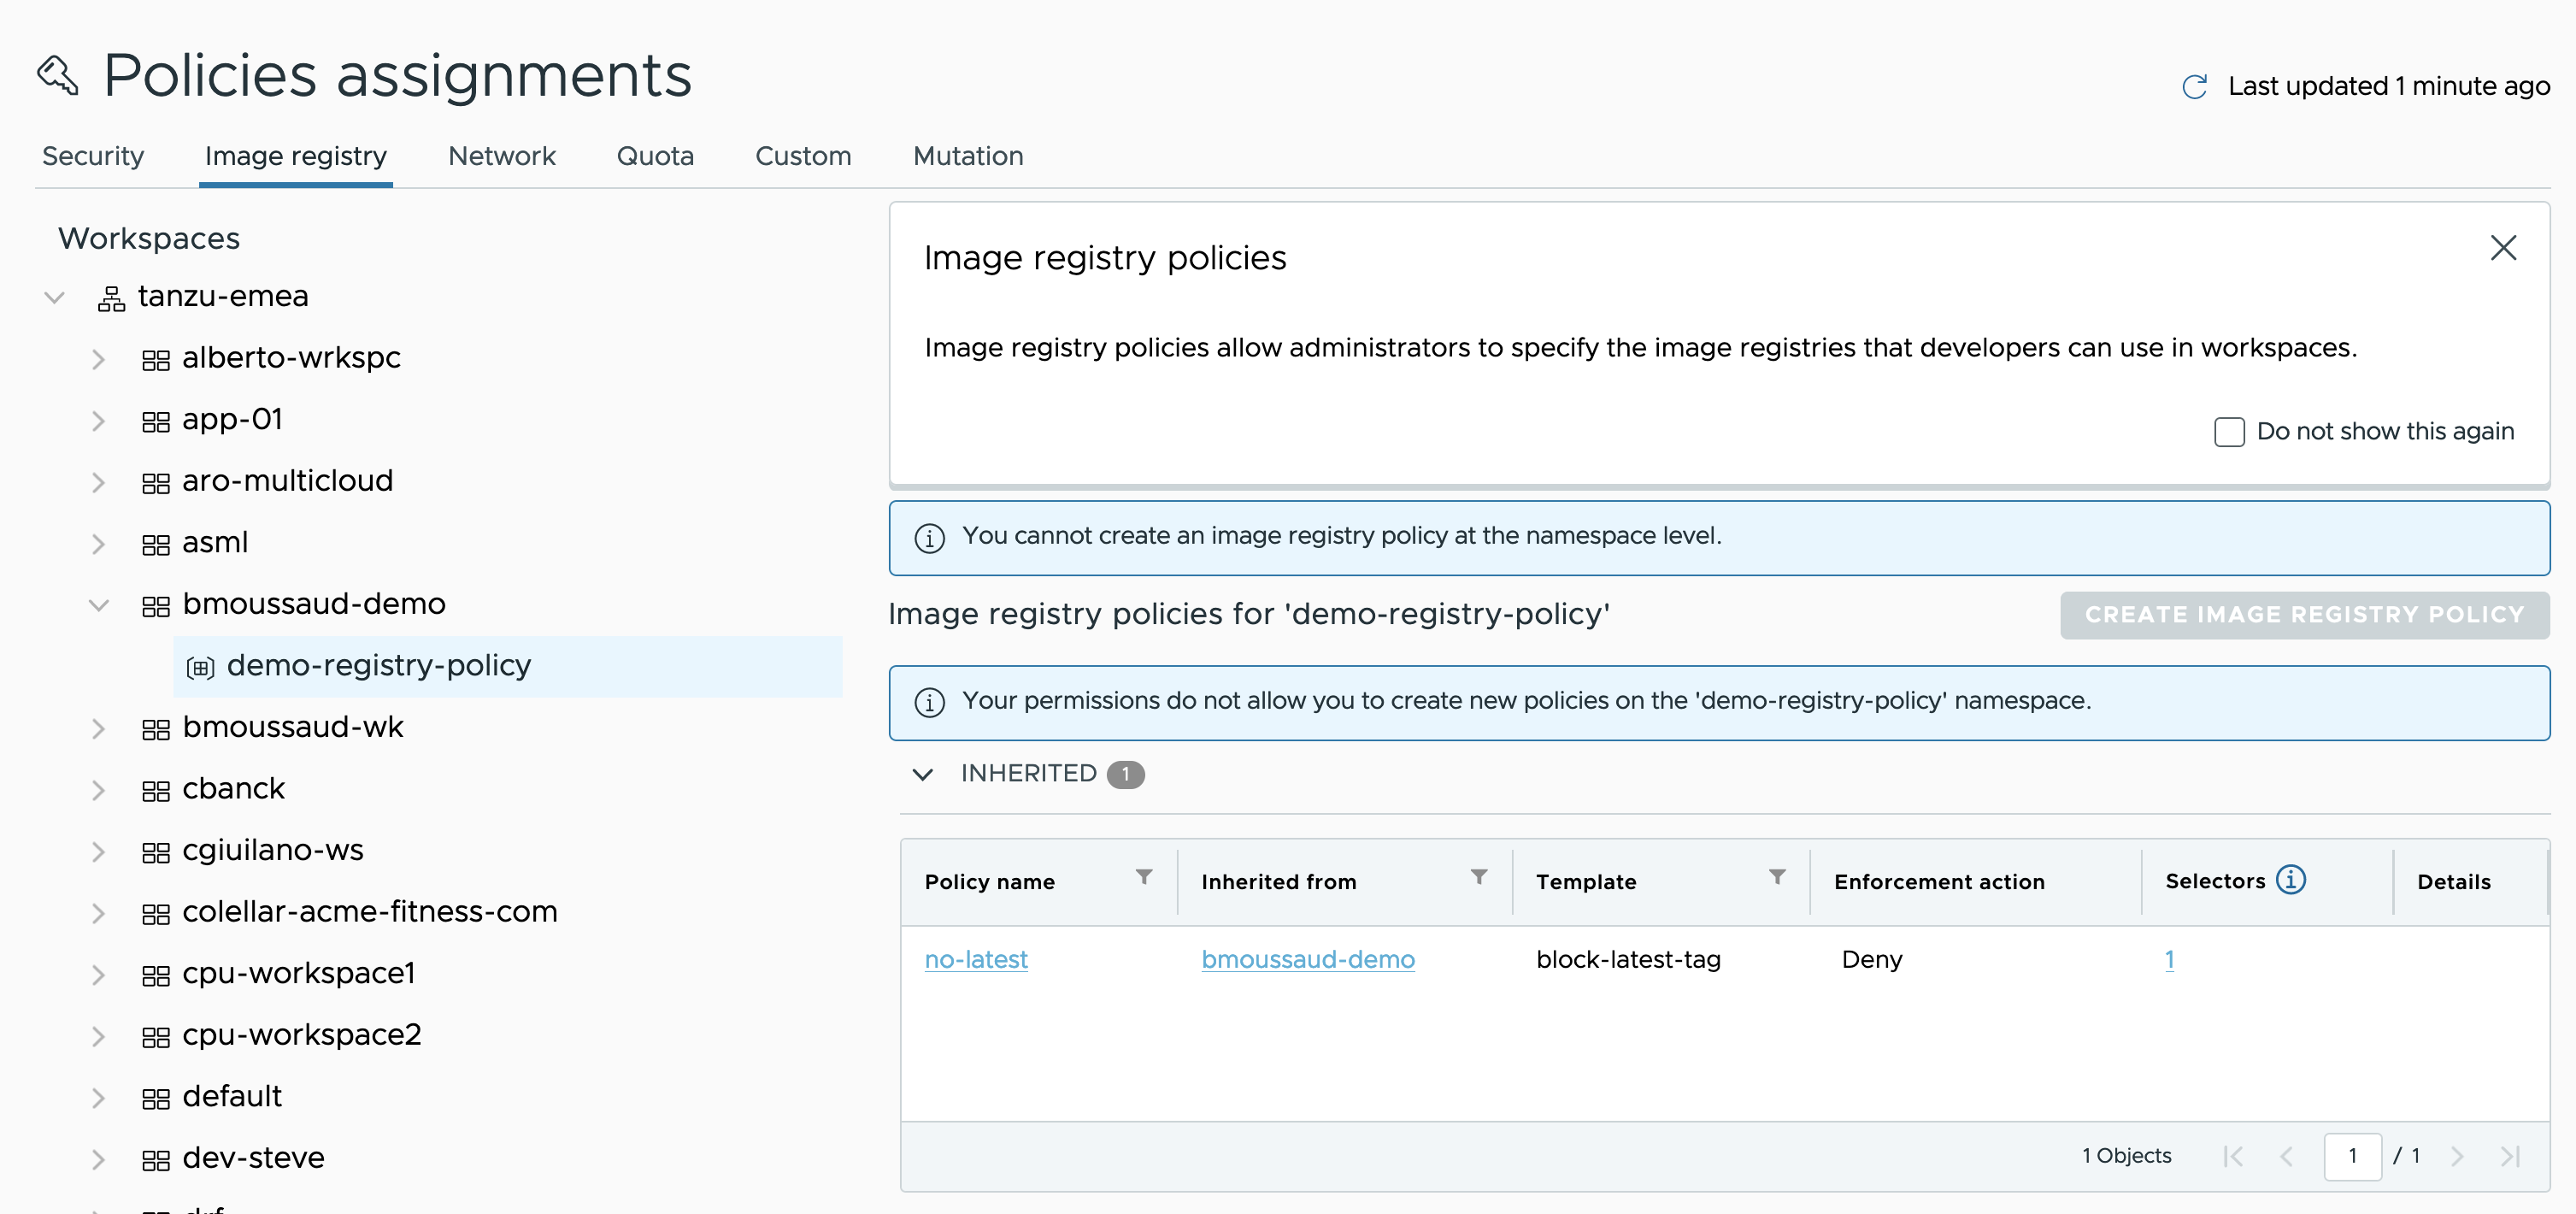 Policies assignments
Last updated 1 minute ago
Security Image registry Network Quota Custom Mutation
Workspaces
tanzu-emea
alberto-wrkspc
app-01
aro-multicloud
asml
bmoussaud-demo
demo-registry-policy
bmoussaud-wk
cbanck
cgiuilano-ws
colellar-acme-fitness-com
cpu-workspace1
cpu-workspace2
default
dev-steve
Image registry policies
Image registry policies allow administrators to specify the image registries that developers can use in workspaces.
Do not show this again
You cannot create an image registry policy at the namespace level.
Image registry policies for 'demo-registry-policy'
CREATE IMAGE REGISTRY POLICY
Your permissions do not allow you to create new policies on the 'demo-registry-policy' namespace.
INHERITED 1
Policy name Inherited from Template Enforcement action Selectors Details
no-latest bmoussaud-demo block-latest-tag Deny 1
1 Objects 1 / 1